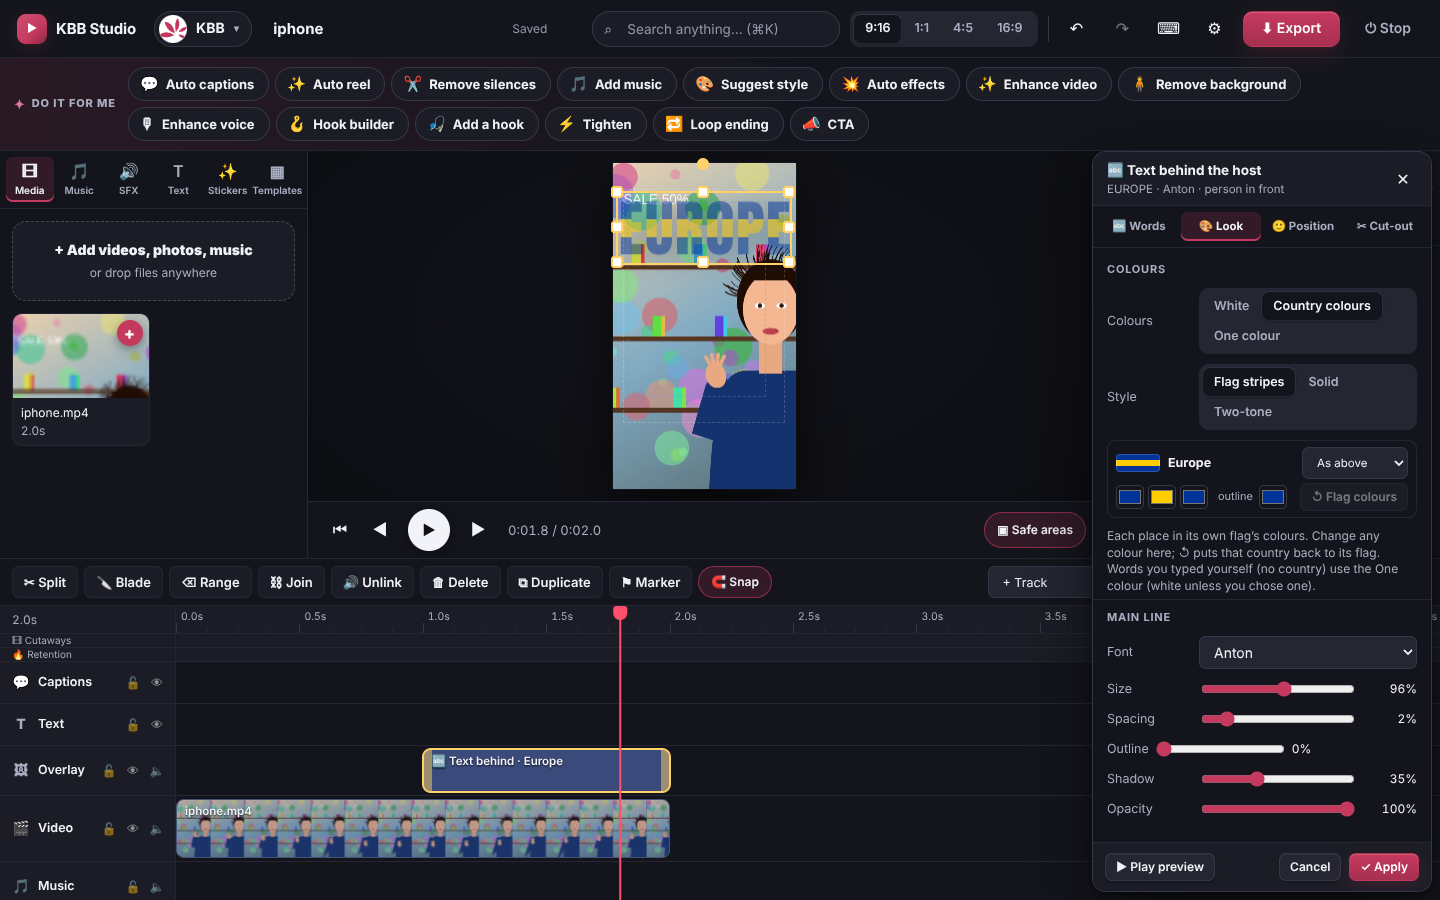 KBB Studio
KBB
iphone
Saved
Search anything... (⌘K)
9:16
1:1
4:5
16:9
Export
Stop
DO IT FOR ME
Auto captions
Auto reel
Remove silences
Add music
Suggest style
Auto effects
Enhance video
Remove background
Enhance voice
Hook builder
Add a hook
Tighten
Loop ending
CTA
Media
Music
SFX
Text
Stickers
Templates
+ Add videos, photos, music
or drop files anywhere
iphone.mp4
2.0s
SALE 50%
EUROPE
0:01.8 / 0:02.0
Safe areas
Text behind the host
EUROPE · Anton · person in front
Words
Look
Position
Cut-out
COLOURS
Colours
White
Country colours
One colour
Style
Flag stripes
Solid
Two-tone
Europe
As above
outline
Flag colours
Each place in its own flag’s colours. Change any
colour here; ↺ puts that country back to its flag.
Words you typed yourself (no country) use the One
colour (white unless you chose one).
MAIN LINE
Font
Anton
Size
96%
Spacing
2%
Outline
0%
Shadow
35%
Opacity
100%
Play preview
Cancel
✓ Apply
Split
Blade
Range
Join
Unlink
Delete
Duplicate
Marker
Snap
+ Track
2.0s
0.0s
0.5s
1.0s
1.5s
2.0s
2.5s
3.0s
3.5s
Cutaways
Retention
Captions
Text
Overlay
Text behind · Europe
Video
iphone.mp4
Music